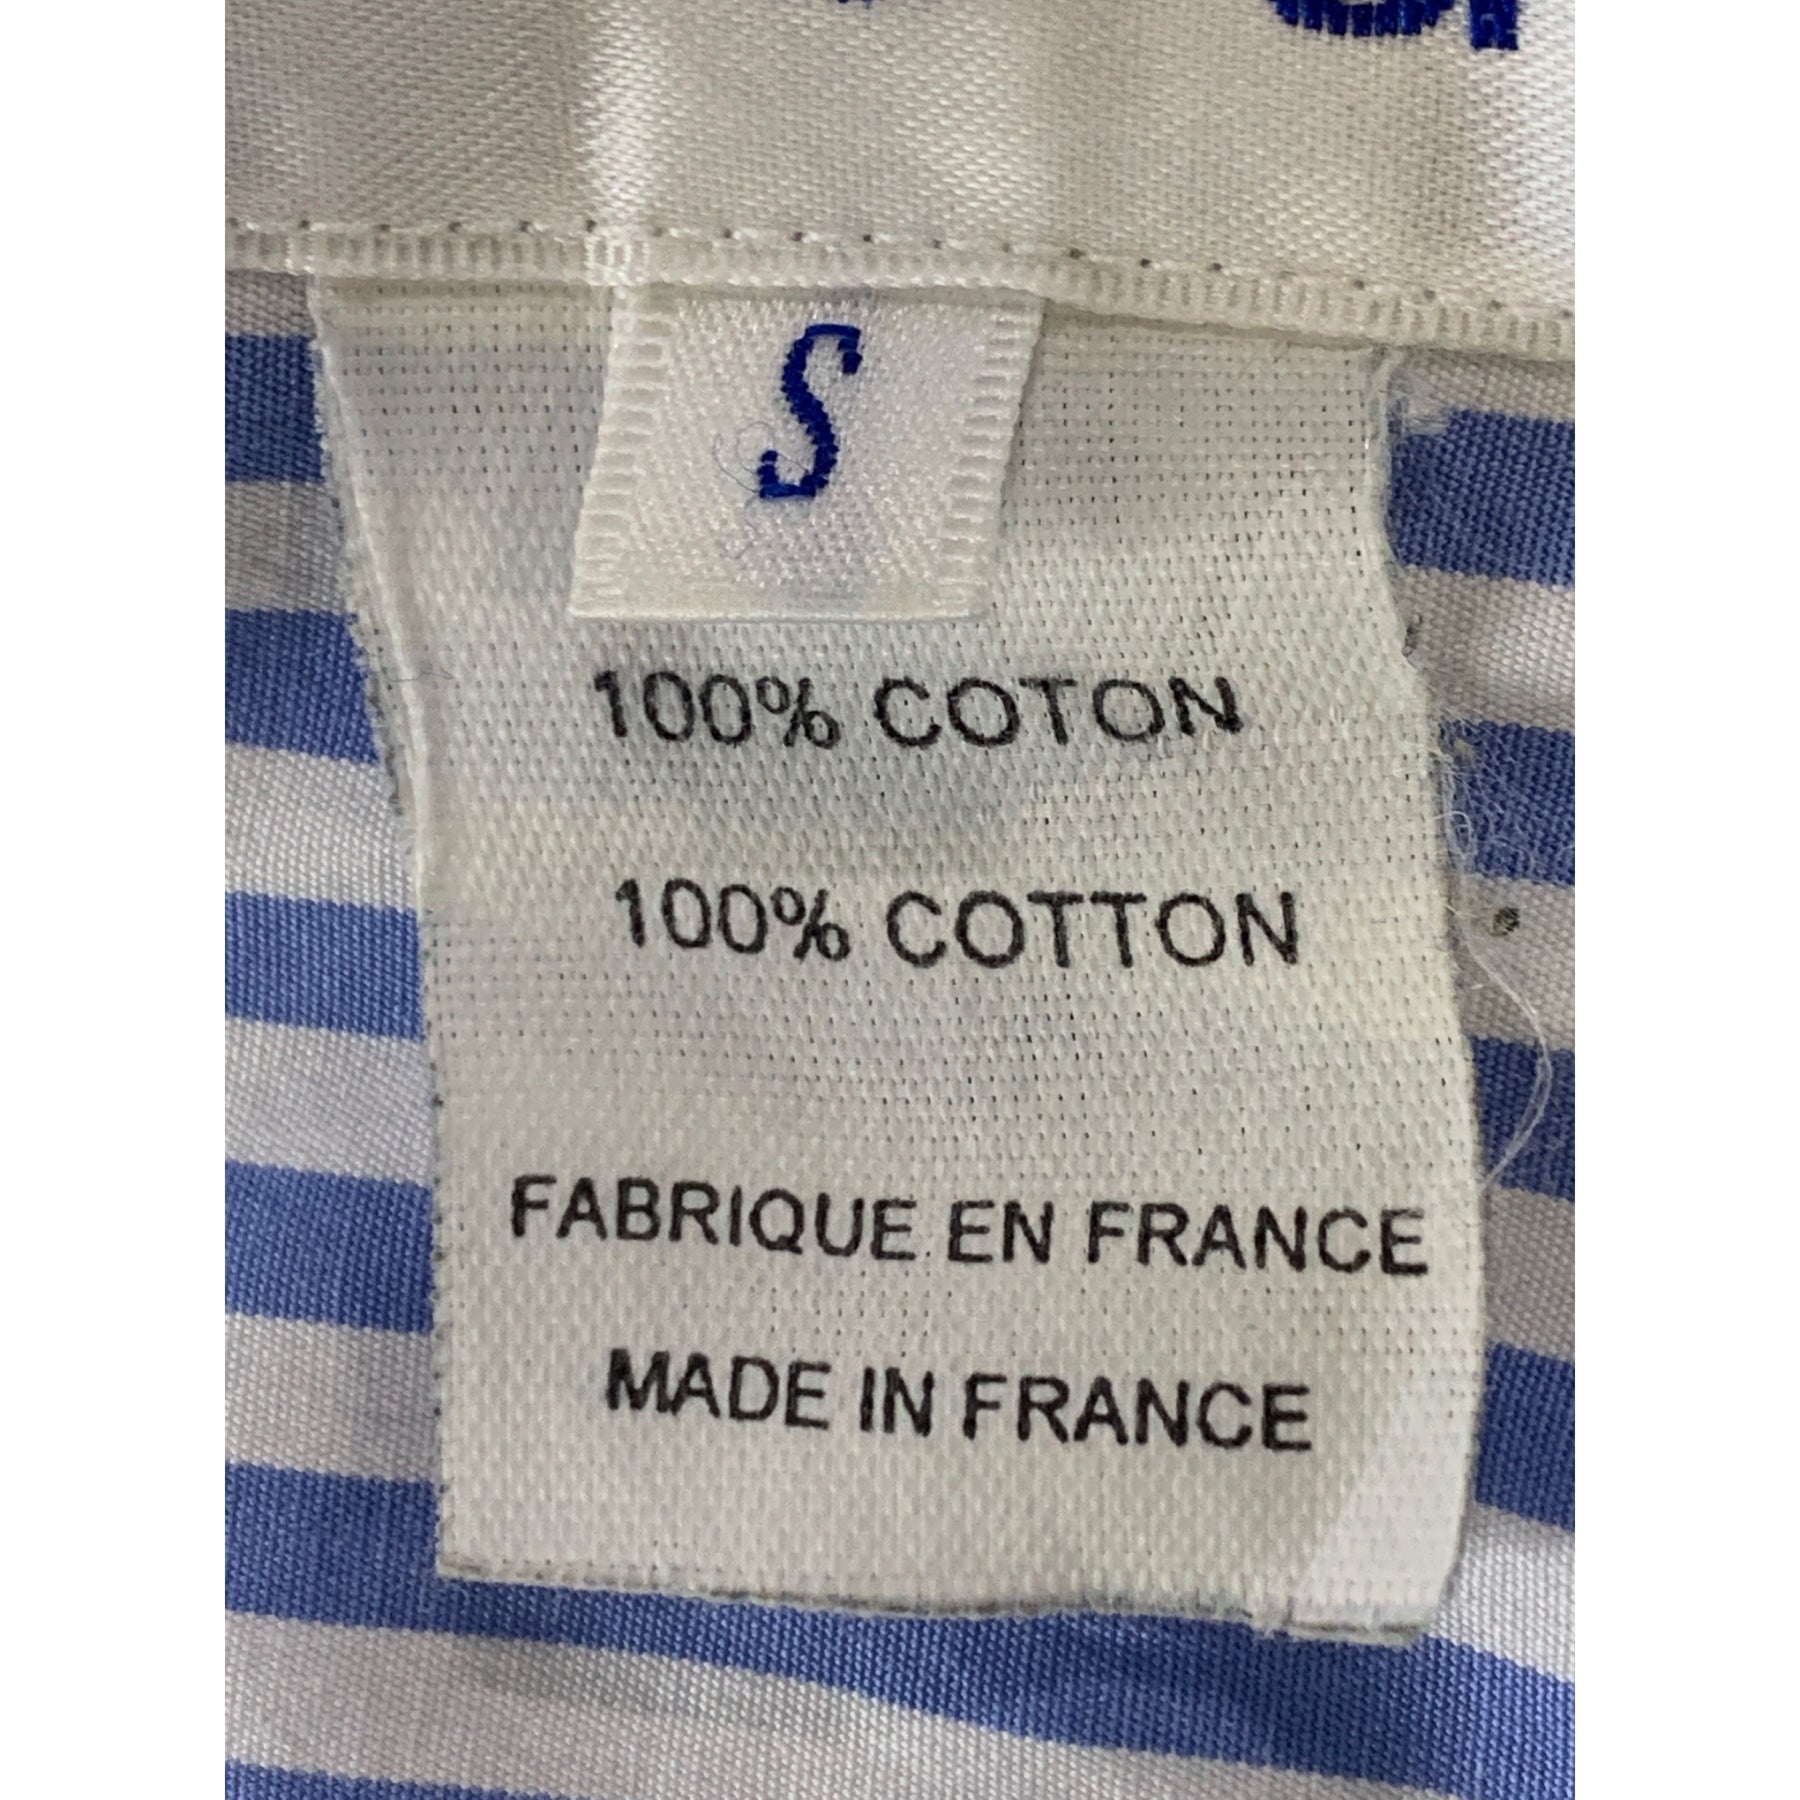 S
100% COTON
100% COTTON
FABRIQUE EN FRANCE
MADE IN FRANCE